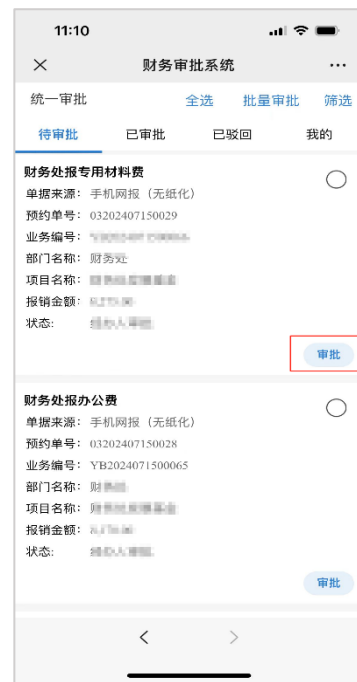 11:10
财务审批系统
统一审批 全选 批量审批 筛选
待审批 已审批 已驳回 我的
财务处报专用材料费
单据来源: 手机网报（无纸化）
预约单号: 03202407150029
业务编号:
部门名称: 财务处
项目名称:
报销金额:
状态:
审批
财务处报办公费
单据来源: 手机网报（无纸化）
预约单号: 03202407150028
业务编号: YB2024071500065
部门名称: 财
项目名称:
报销金额:
状态:
审批